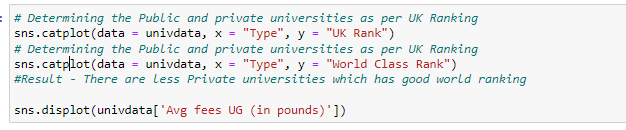 # Determining the Public and private universities as per UK Ranking
sns.catplot(data = univdata, x = "Type", y = "UK Rank")
# Determining the Public and private universities as per UK Ranking
sns.catplot(data = univdata, x = "Type", y = "World Class Rank")
#Result - There are less Private universities which has good world ranking
sns.displot(univdata['Avg fees UG (in pounds)'])